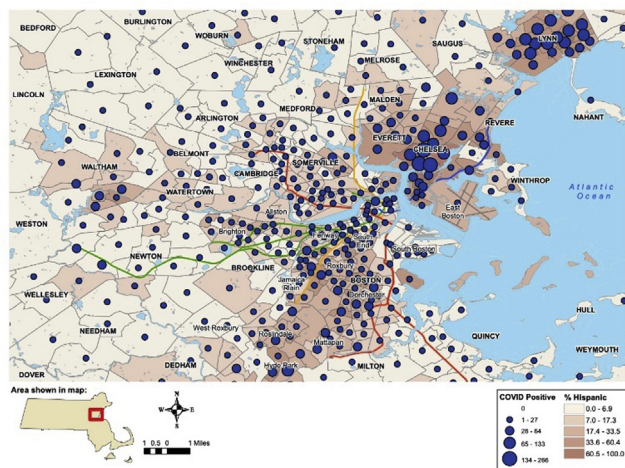 BEDFORD
BURLINGTON
WOBURN
STONEHAM
SAUGUS
LYNN
WINCHESTER
MELROSE
LEXINGTON
LINCOLN
MALDEN
MEDFORD
ARLINGTON
REVERE
NAHANT
EVERETT
CHELSEA
BELMONT
SOMERVILLE
WALTHAM
CAMBRIDGE
WINTHROP
WATERTOWN
Atlantic
Ocean
East
Boston
Allston
WESTON
Brighton
Fenway
South
End
South Boston
NEWTON
BROOKLINE
Roxbury
Jamaica
Plain
BOSTON
Dorchester
WELLESLEY
HULL
West Roxbury
NEEDHAM
Roslindale
Mattapan
QUINCY
WEYMOUTH
DOVER
DEDHAM
Hyde Park
MILTON
Area shown in map:
N
W
E
S
1 0.5 0 1 Miles
COVID Positive
0
1 - 27
28 - 64
65 - 133
134 - 266
% Hispanic
0.0 - 6.9
7.0 - 17.3
17.4 - 33.5
33.6 - 60.4
60.5 - 100.0